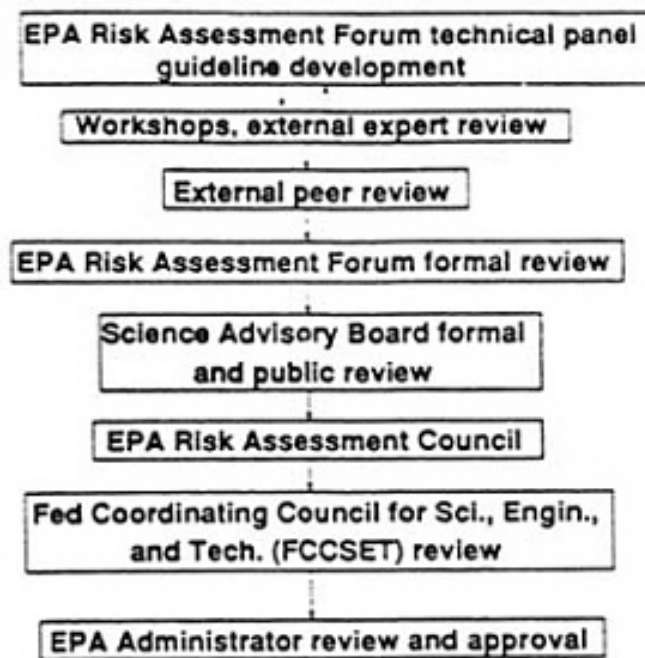 EPA Risk Assessment Forum technical panel
guideline development
Workshops, external expert review
External peer review
EPA Risk Assessment Forum formal review
Science Advisory Board formal
and public review
EPA Risk Assessment Council
Fed Coordinating Council for Sci., Engin.,
and Tech. (FCCSET) review
EPA Administrator review and approval